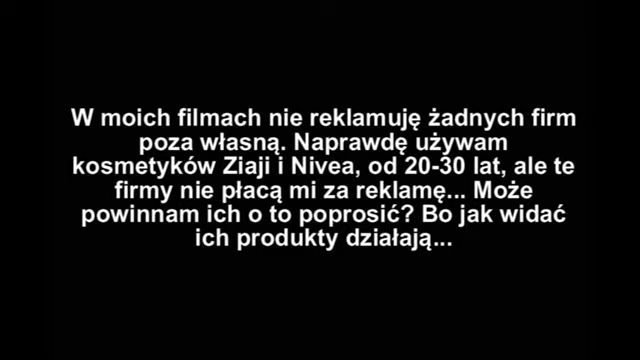 W moich filmach nie reklamuję żadnych firm
poza własną. Naprawdę używam
kosmetyków Ziaji i Nivea, od 20-30 lat, ale te
firmy nie płacą mi za reklamę... Może
powinnam ich o to poprosić? Bo jak widać
ich produkty działają...